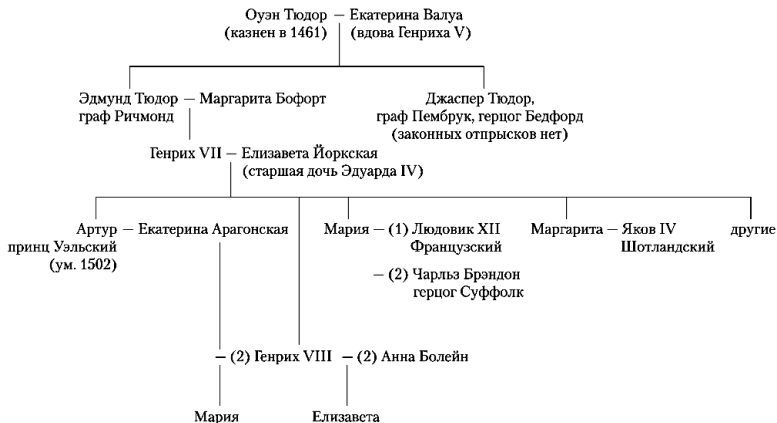 Оуэн Тюдор – Екатерина Валуа
(казнен в 1461) (вдова Генриха V)
Эдмунд Тюдор – Маргарита Бофорт
граф Ричмонд
Джаспер Тюдор,
граф Пембрук, герцог Бедфорд
(законных отпрысков нет)
Генрих VII – Елизавета Йоркская
(старшая дочь Эдуарда IV)
Артур – Екатерина Арагонская
принц Уэльский
(ум. 1502)
Мария – (1) Людовик XII
Французский
– (2) Чарльз Брэндон
герцог Суффолк
Маргарита – Яков IV
Шотландский
другие
– (2) Генрих VIII – (2) Анна Болейн
Мария Елизавета